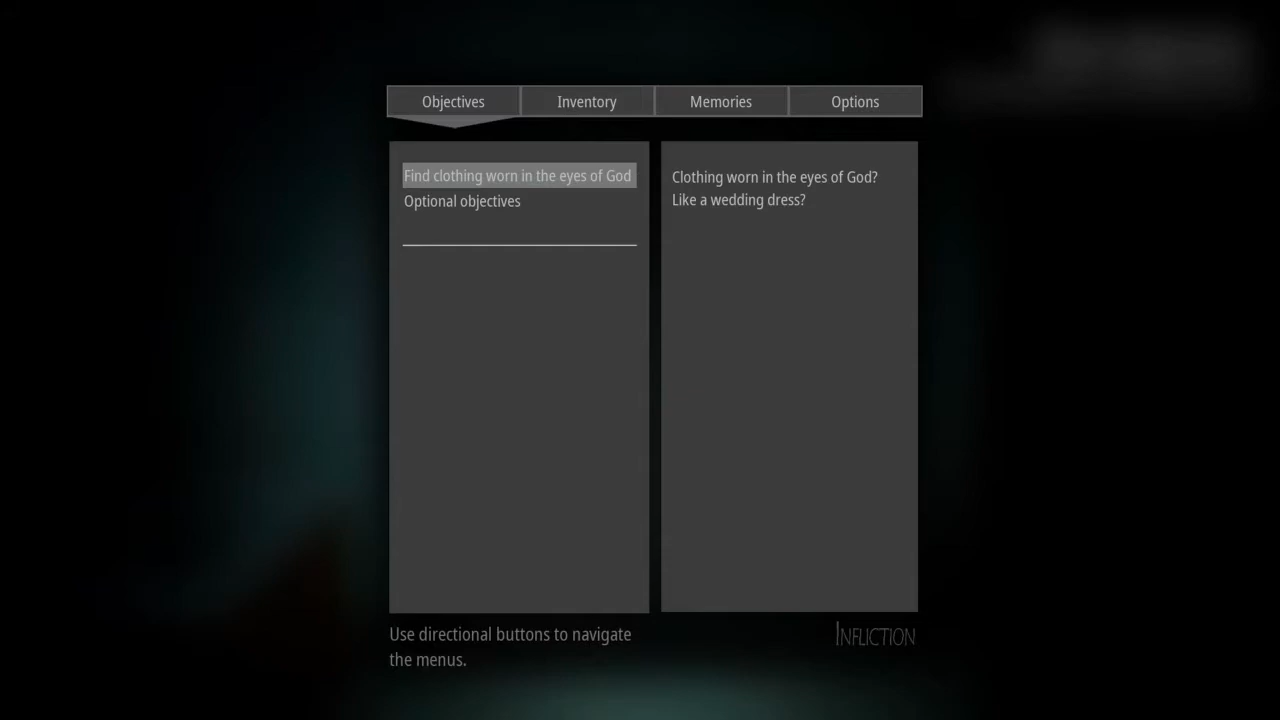 Objectives
Inventory
Memories
Options
Find clothing worn in the eyes of God
Optional objectives
Clothing worn in the eyes of God?
Like a wedding dress?
Use directional buttons to navigate
the menus.
INFLICTION